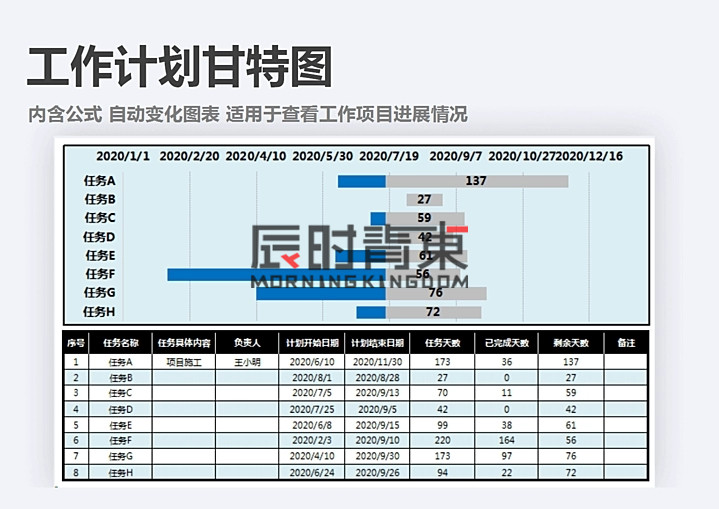 工作计划甘特图
内含公式 自动变化图表 适用于查看工作项目进展情况
2020/1/1 2020/2/20 2020/4/10 2020/5/30 2020/7/19 2020/9/7 2020/10/27 2020/12/16
任务A 137
任务B 27
任务C 59
任务D 42
任务E 61
任务F 56
任务G 76
任务H 72
辰时青束
MORNINGKINGDOM
序号 任务名称 任务具体内容 负责人 计划开始日期 计划结束日期 任务天数 已完成天数 剩余天数 备注
1 任务A 项目施工 王小明 2020/6/10 2020/11/30 173 36 137
2 任务B 2020/8/1 2020/8/28 27 0 27
3 任务C 2020/7/5 2020/9/13 70 11 59
4 任务D 2020/7/25 2020/9/5 42 0 42
5 任务E 2020/6/8 2020/9/15 99 38 61
6 任务F 2020/2/3 2020/9/10 220 164 56
7 任务G 2020/4/10 2020/9/30 173 97 76
8 任务H 2020/6/24 2020/9/26 94 22 72